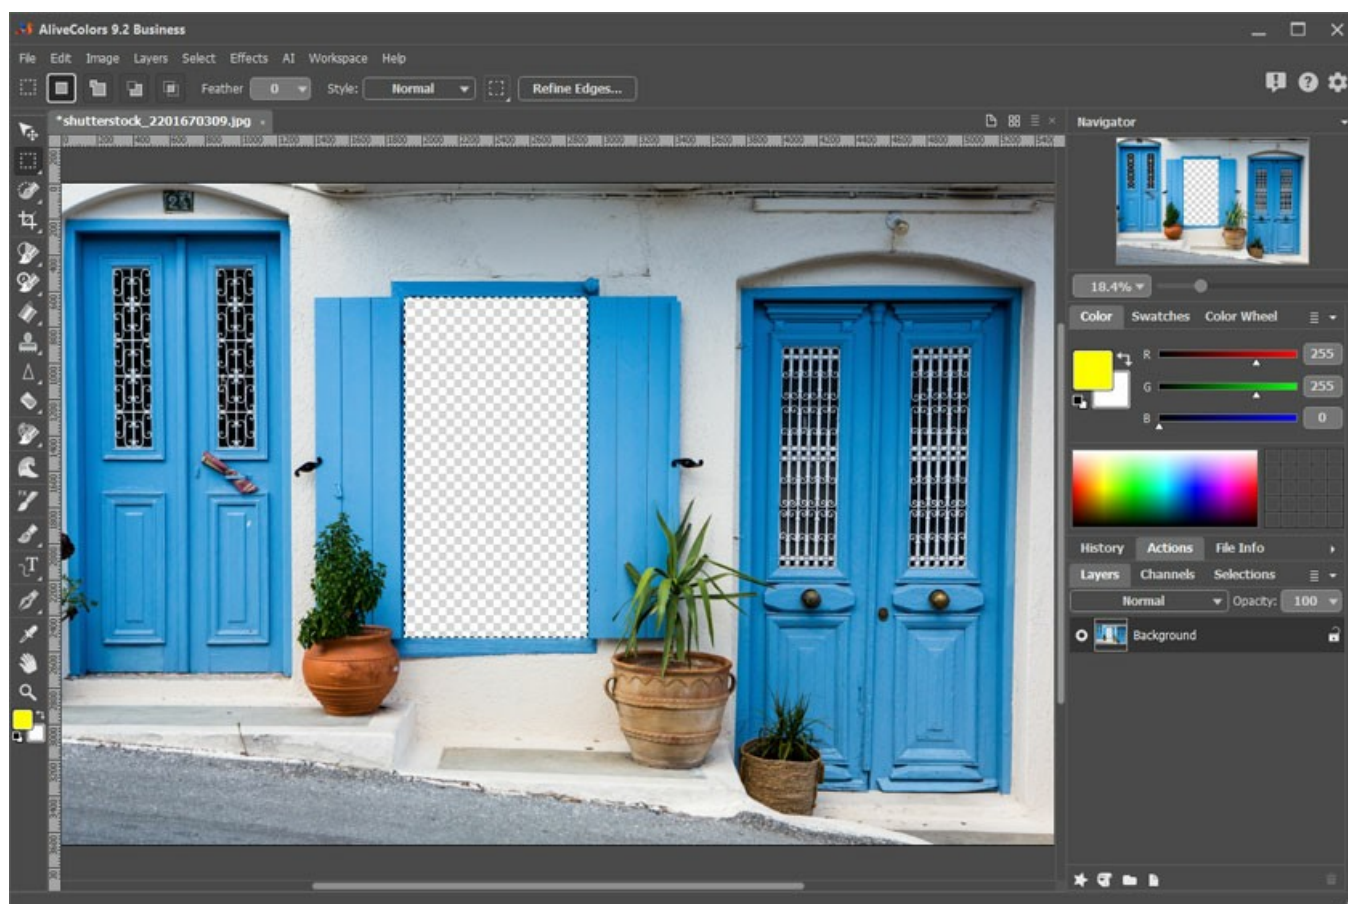 AliveColors 9.2 Business
File Edit Image Layers Select Effects AI Workspace Help
Feather 0 Style: Normal Refine Edges...
*shutterstock_2201670309.jpg
Navigator
18.4%
Color Swatches Color Wheel
R 255
G 255
B 0
History Actions File Info
Layers Channels Selections
Normal Opacity: 100
Background